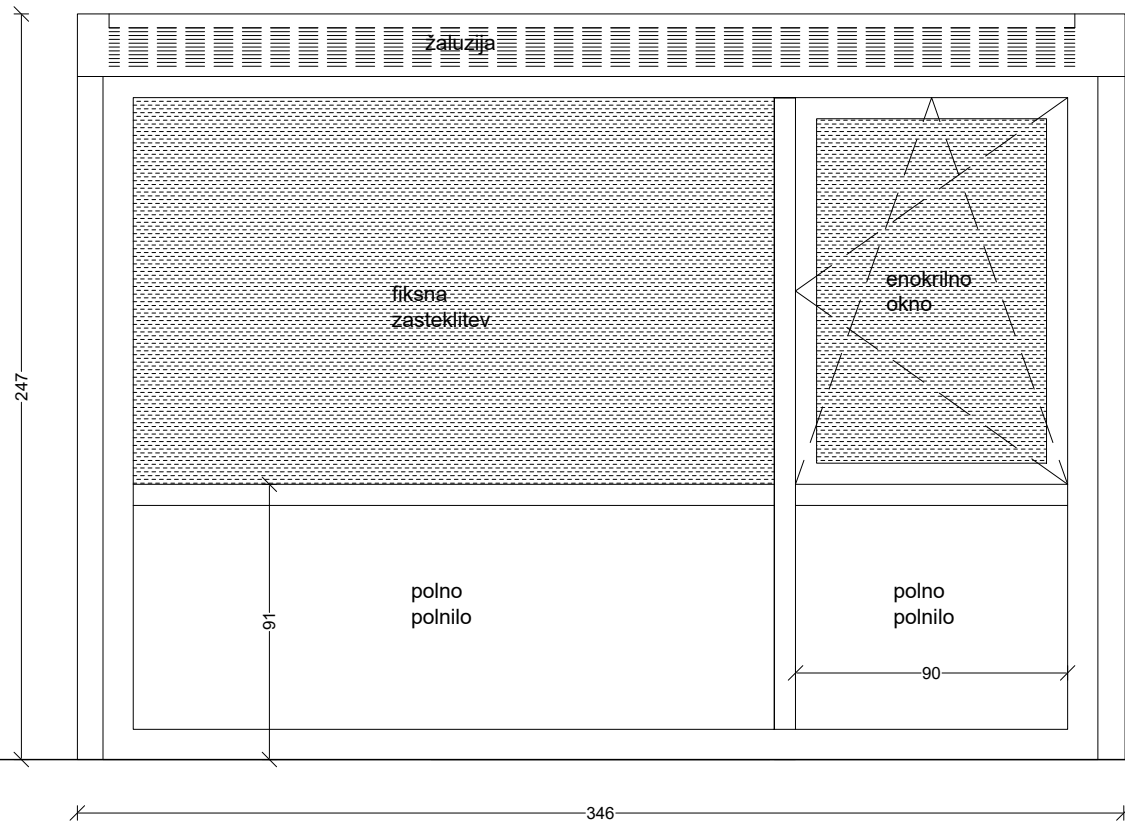 žaluzija
247
fiksna
zasteklitev
enokrilno
okno
91
polno
polnilo
polno
polnilo
90
346